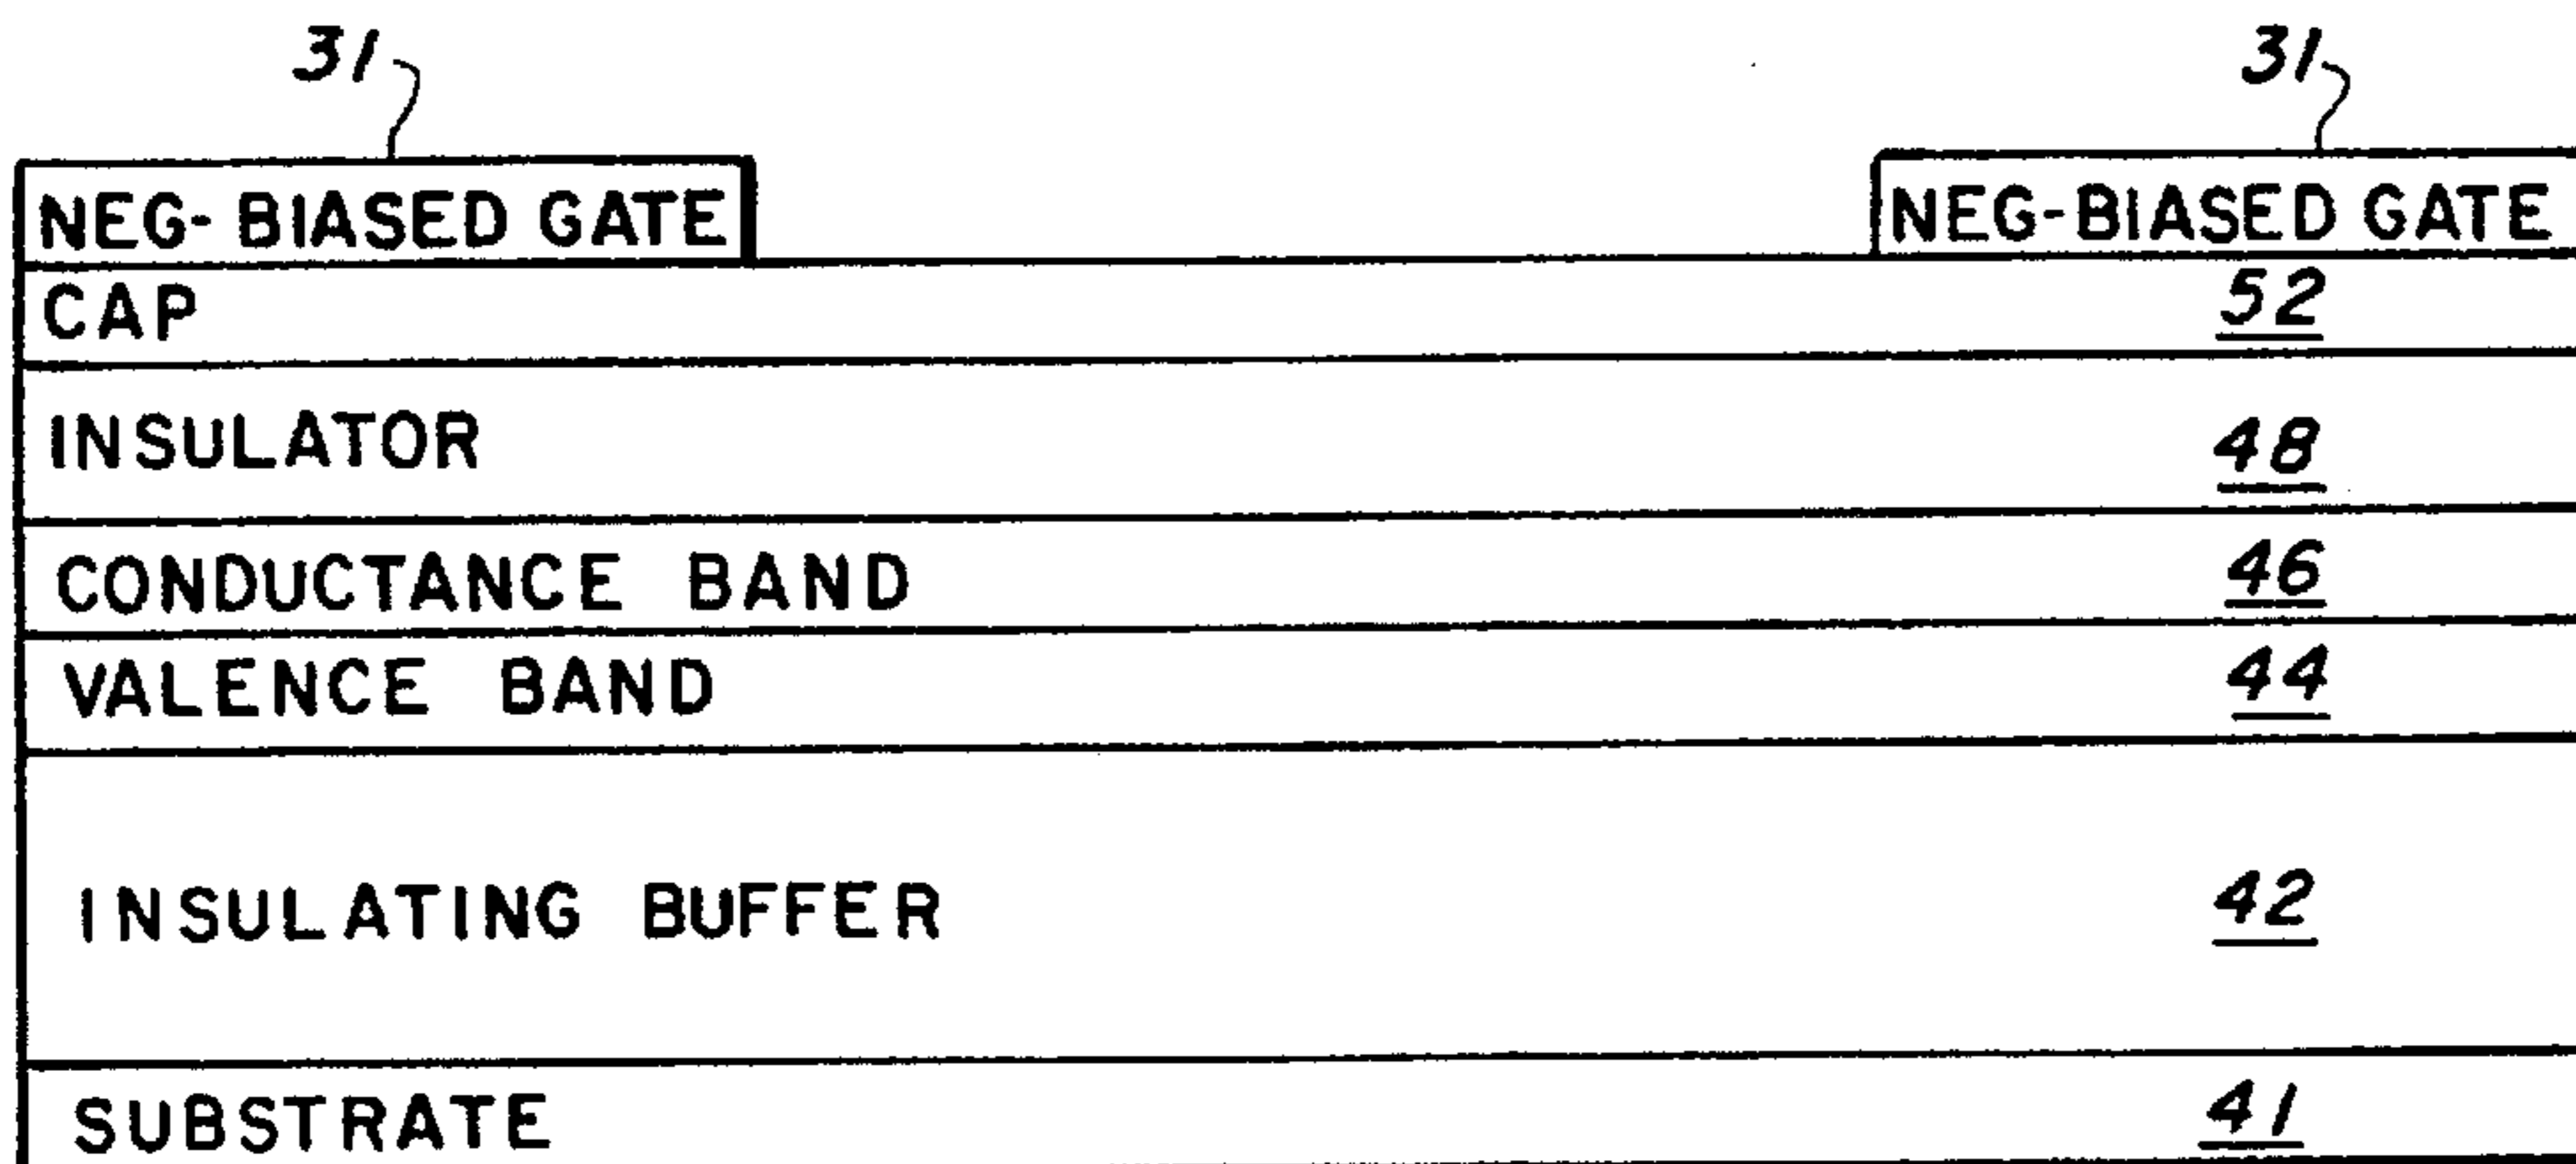 31 31
NEG-BIASED GATE NEG-BIASED GATE
CAP 52
INSULATOR 48
CONDUCTANCE BAND 46
VALENCE BAND 44
INSULATING BUFFER 42
SUBSTRATE 41